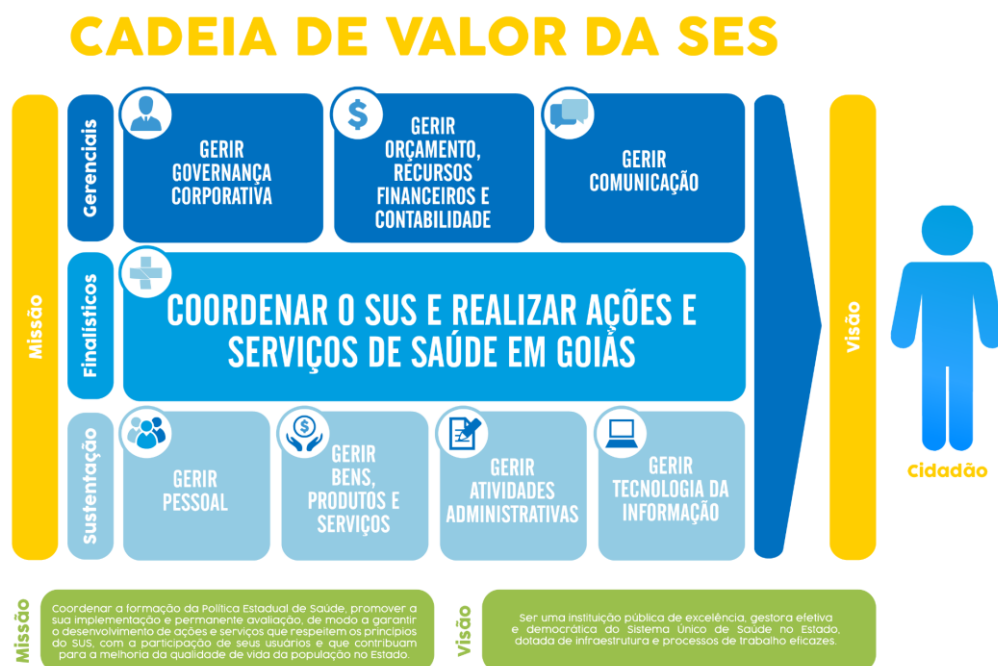 CADEIA DE VALOR DA SES
Missão
Gerenciais
GERIR
GOVERNANÇA
CORPORATIVA
$
GERIR
ORÇAMENTO,
RECURSOS
FINANCEIROS E
CONTABILIDADE
GERIR
COMUNICAÇÃO
Finalísticos
COORDENAR O SUS E REALIZAR AÇÕES E
SERVIÇOS DE SAÚDE EM GOIÁS
Sustentação
GERIR
PESSOAL
$
GERIR
BENS,
PRODUTOS E
SERVIÇOS
GERIR
ATIVIDADES
ADMINISTRATIVAS
GERIR
TECNOLOGIA DA
INFORMAÇÃO
Visão
Cidadão
Missão
Coordenar a formação da Política Estadual de Saúde, promover a
sua implementação e permanente avaliação, de modo a garantir
o desenvolvimento de ações e serviços que respeitem os princípios
do SUS, com a participação de seus usuários e que contribuam
para a melhoria da qualidade de vida da população no Estado.
Visão
Ser uma instituição pública de excelência, gestora efetiva
e democrática do Sistema Único de Saúde no Estado,
dotada de infraestrutura e processos de trabalho eficazes.